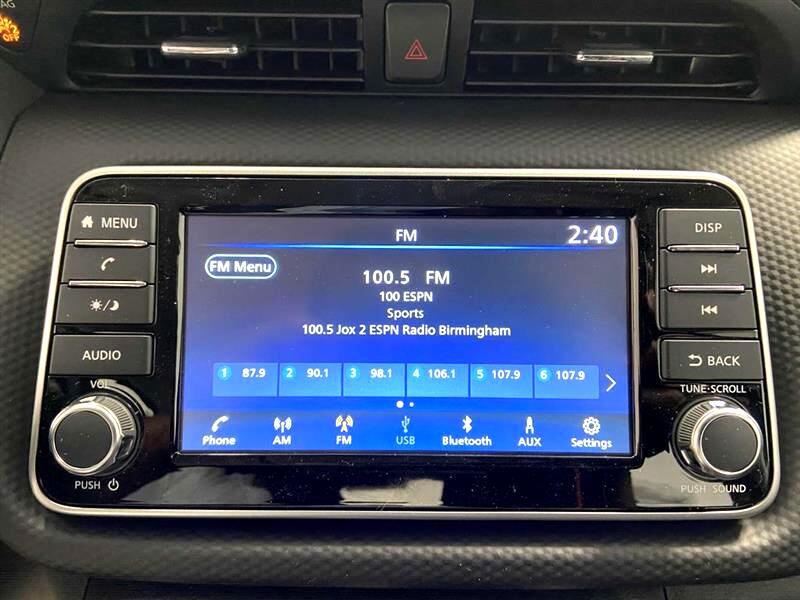 AG
OFF
MENU
AUDIO
VOL
PUSH
FM
2:40
FM Menu
100.5 FM
100 ESPN
Sports
100.5 Jox 2 ESPN Radio Birmingham
1 87.9
2 90.1
3 98.1
4 106.1
5 107.9
6 107.9
Phone
AM
FM
USB
Bluetooth
AUX
Settings
DISP
BACK
TUNE·SCROLL
PUSH SOUND